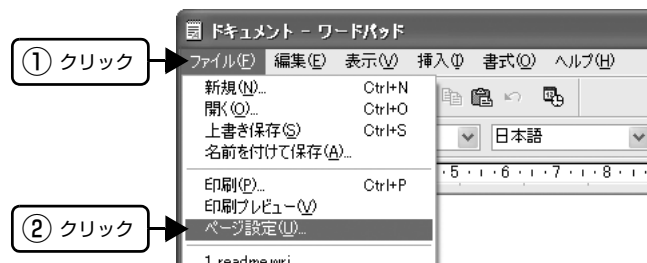 ドキュメント - ワードパッド
① クリック
ファイル(F) 編集(E) 表示(V) 挿入(I) 書式(O) ヘルプ(H)
新規(N)... Ctrl+N
開く(O)... Ctrl+O
上書き保存(S) Ctrl+S
名前を付けて保存(A)...
日本語
·5·ı·6·ı·7·ı·8·ı·
印刷(P)... Ctrl+P
印刷プレビュー(V)
② クリック
ページ設定(U)...
1 readme.wri